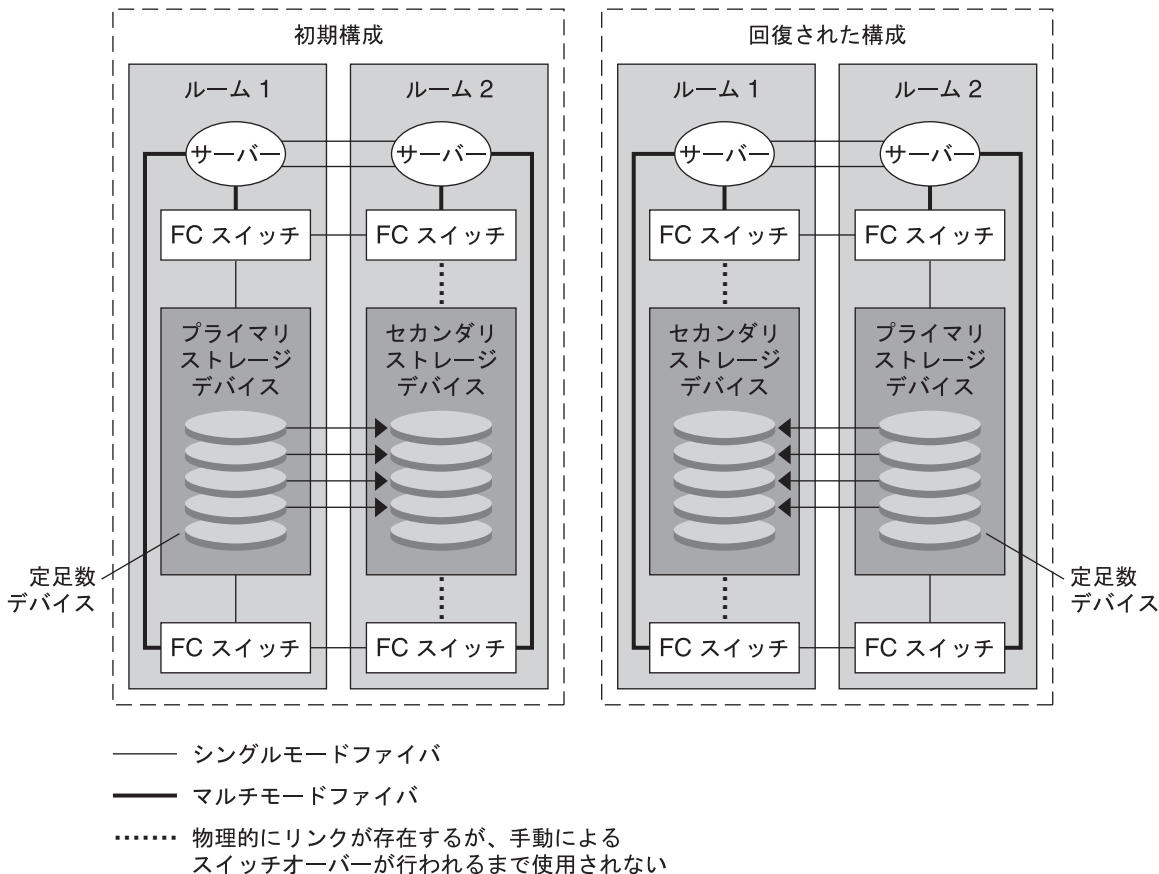 初期構成
ルーム 1
ルーム 2
サーバー
サーバー
FC スイッチ
FC スイッチ
プライマリ
ストレージ
デバイス
セカンダリ
ストレージ
デバイス
定足数
デバイス
FC スイッチ
FC スイッチ
回復された構成
ルーム 1
ルーム 2
サーバー
サーバー
FC スイッチ
FC スイッチ
セカンダリ
ストレージ
デバイス
プライマリ
ストレージ
デバイス
定足数
デバイス
FC スイッチ
FC スイッチ
シングルモードファイバ
マルチモードファイバ
物理的にリンクが存在するが、手動による
スイッチオーバーが行われるまで使用されない